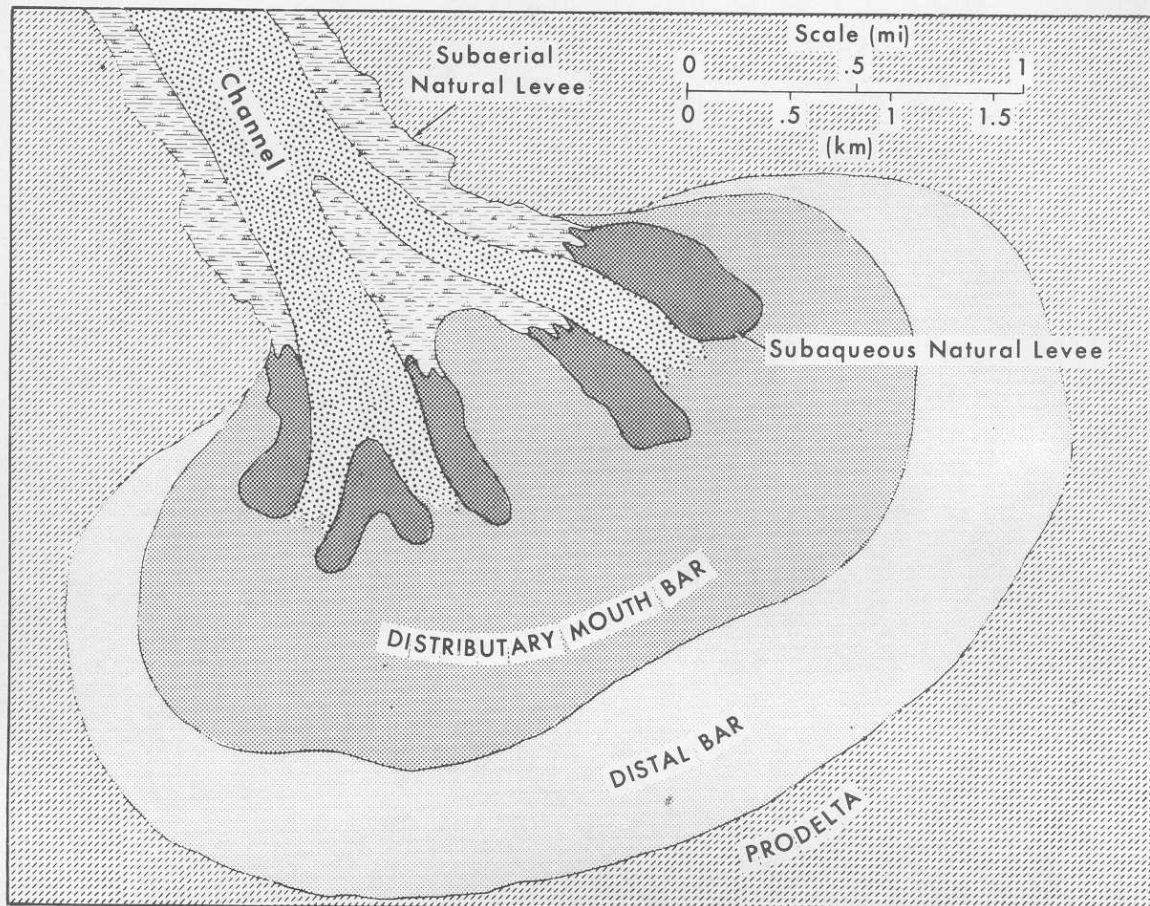 Scale (mi)
0 .5 1
0 .5 1 1.5
(km)
Subaerial
Natural Levee
Channel
Subaqueous Natural Levee
DISTRIBUTARY MOUTH BAR
DISTAL BAR
PRODELTA